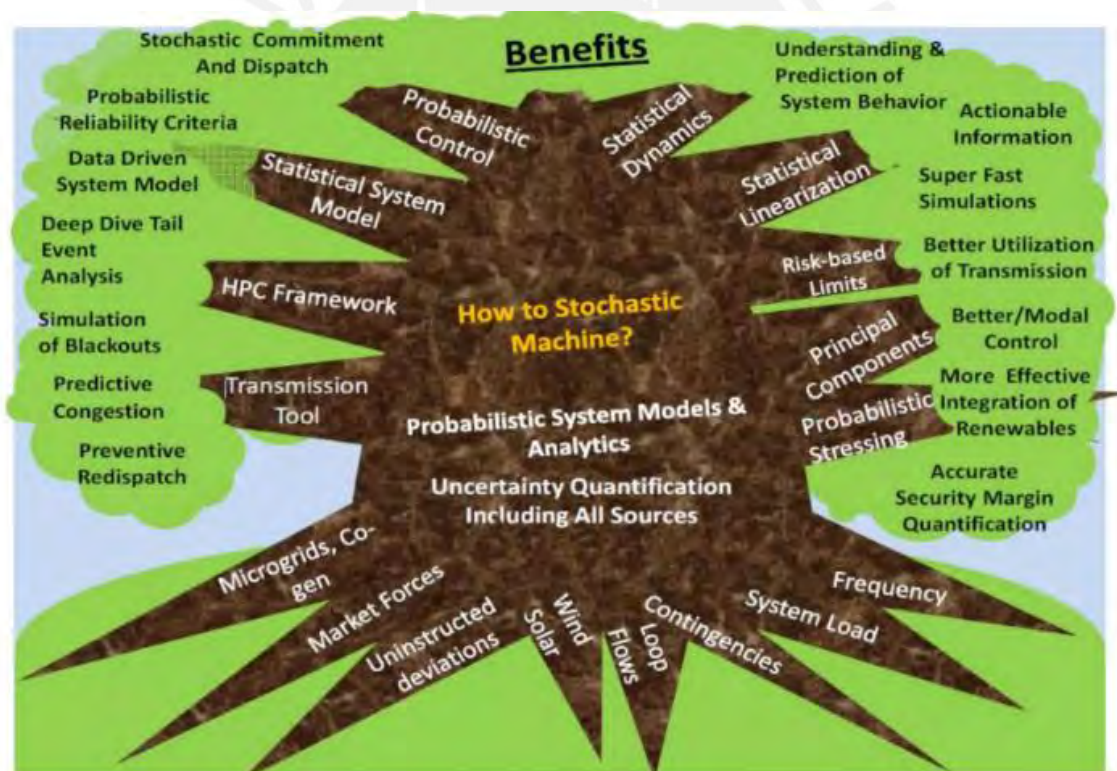 Benefits
Stochastic Commitment
And Dispatch
Probabilistic
Reliability Criteria
Data Driven
System Model
Deep Dive Tail
Event
Analysis
Simulation
of Blackouts
Predictive
Congestion
Preventive
Redispatch
Probabilistic
Control
Statistical System
Model
HPC Framework
Transmission
Tool
How to Stochastic
Machine?
Probabilistic System Models &
Analytics
Uncertainty Quantification
Including All Sources
Statistical
Dynamics
Statistical
Linearization
Risk-based
Limits
Principal
Components
Probabilistic
Stressing
Understanding &
Prediction of
System Behavior
Actionable
Information
Super Fast
Simulations
Better Utilization
of Transmission
Better/Modal
Control
More Effective
Integration of
Renewables
Accurate
Security Margin
Quantification
Microgrids, Co-
gen
Market Forces
Uninstructed
deviations
Wind
Solar
Loop
Flows
Contingencies
System Load
Frequency